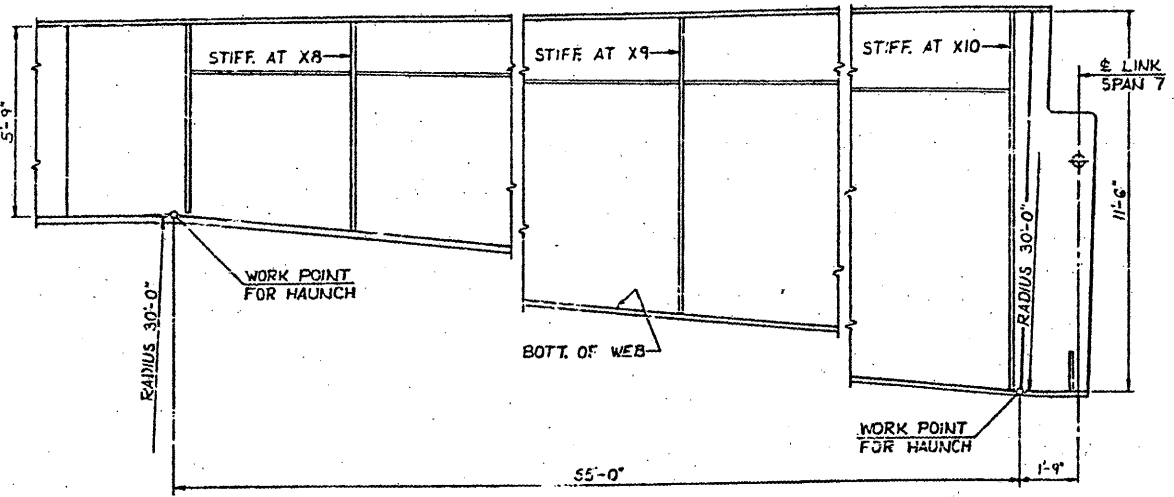 STIFF. AT X8
STIFF. AT X9
STIFF. AT X10
℄ LINK
SPAN 7
5'-9"
11'-6"
RADIUS 30'-0"
WORK POINT
FOR HAUNCH
RADIUS 30'-0"
BOTT. OF WEB
WORK POINT
FOR HAUNCH
55'-0"
1'-9"